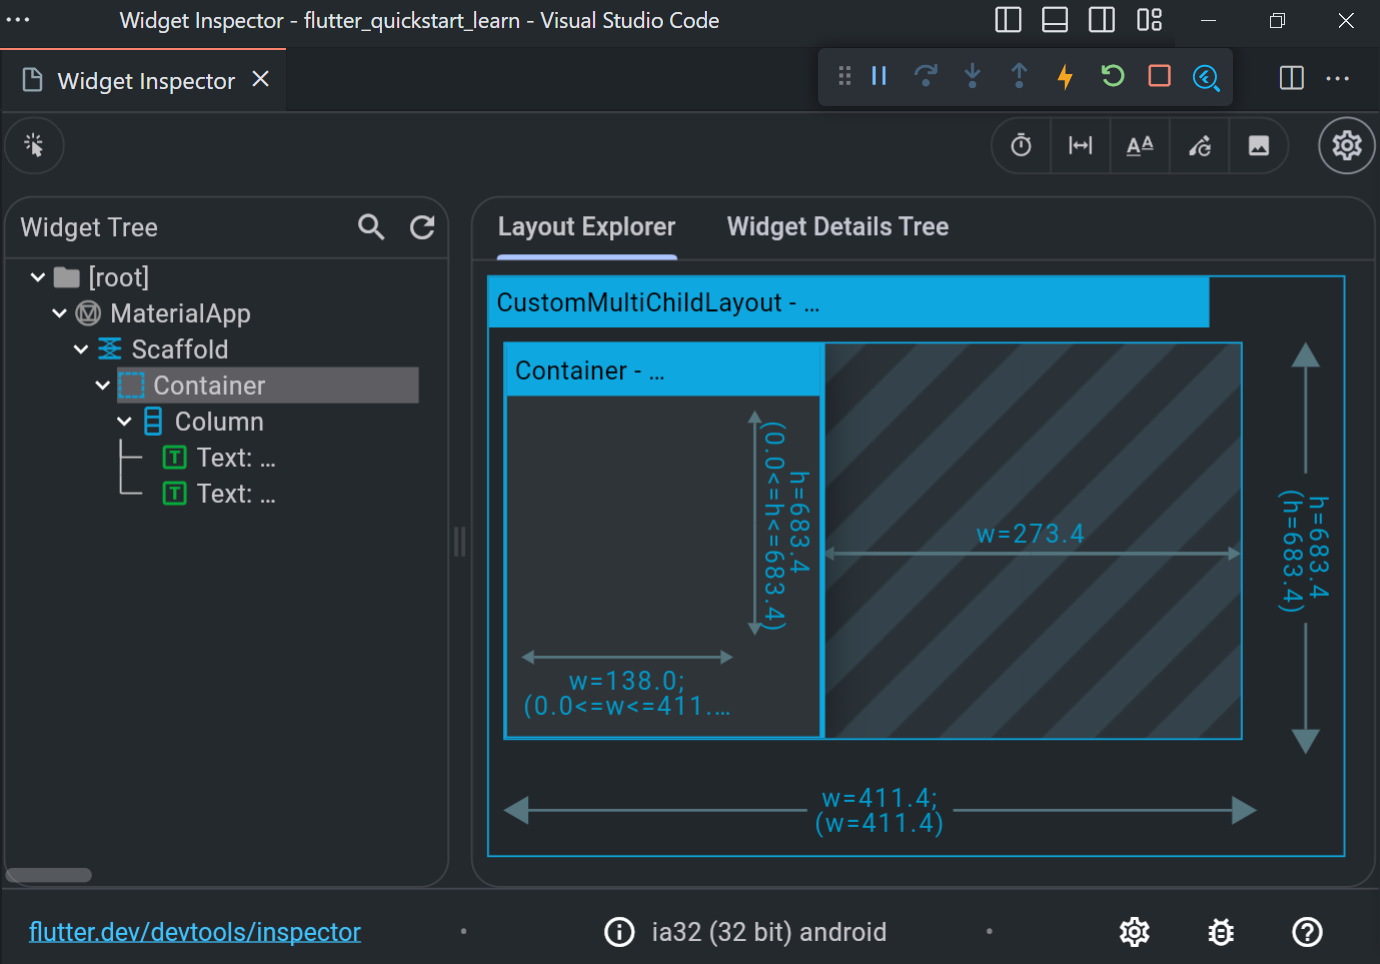 Widget Inspector - flutter_quickstart_learn - Visual Studio Code
Widget Inspector
Widget Tree
Layout Explorer
Widget Details Tree
[root]
MaterialApp
Scaffold
Container
Column
Text: ...
Text: ...
CustomMultiChildLayout - ...
Container - ...
h=683.4
(0.0<=h<=683.4)
w=138.0;
(0.0<=w<=411....
w=273.4
h=683.4
(h=683.4)
w=411.4;
(w=411.4)
flutter.dev/devtools/inspector
ia32 (32 bit) android